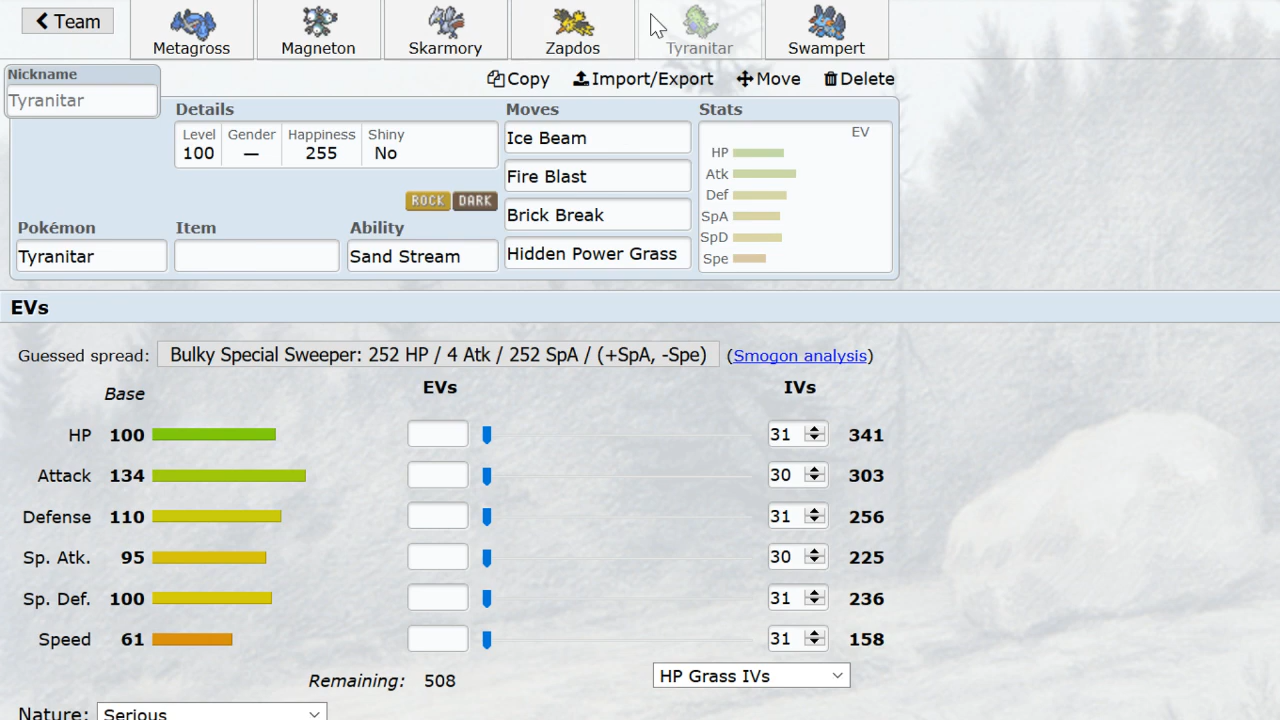 Team
Metagross
Magneton
Skarmory
Zapdos
Tyranitar
Swampert
Copy
Import/Export
Move
Delete
Nickname
Tyranitar
Details
Level
Gender
Happiness
Shiny
100
—
255
No
ROCK
DARK
Pokémon
Item
Ability
Tyranitar
Sand Stream
Moves
Ice Beam
Fire Blast
Brick Break
Hidden Power Grass
Stats
EV
HP
Atk
Def
SpA
SpD
Spe
EVs
Guessed spread: Bulky Special Sweeper: 252 HP / 4 Atk / 252 SpA / (+SpA, -Spe) (Smogon analysis)
Base EVs IVs
HP 100 31 341
Attack 134 30 303
Defense 110 31 256
Sp. Atk. 95 30 225
Sp. Def. 100 31 236
Speed 61 31 158
Remaining: 508 HP Grass IVs
Nature: Serious